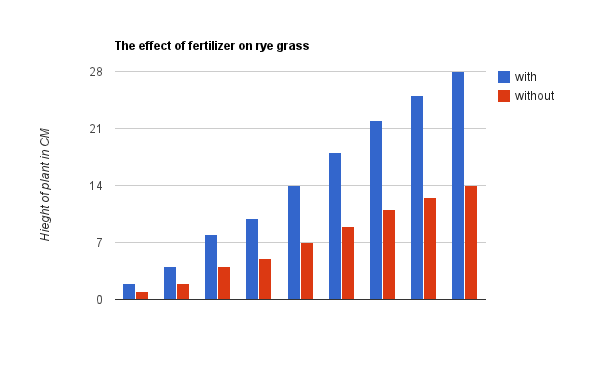 The effect of fertilizer on rye grass
28
21
14
7
0
Hieght of plant in CM
with
without